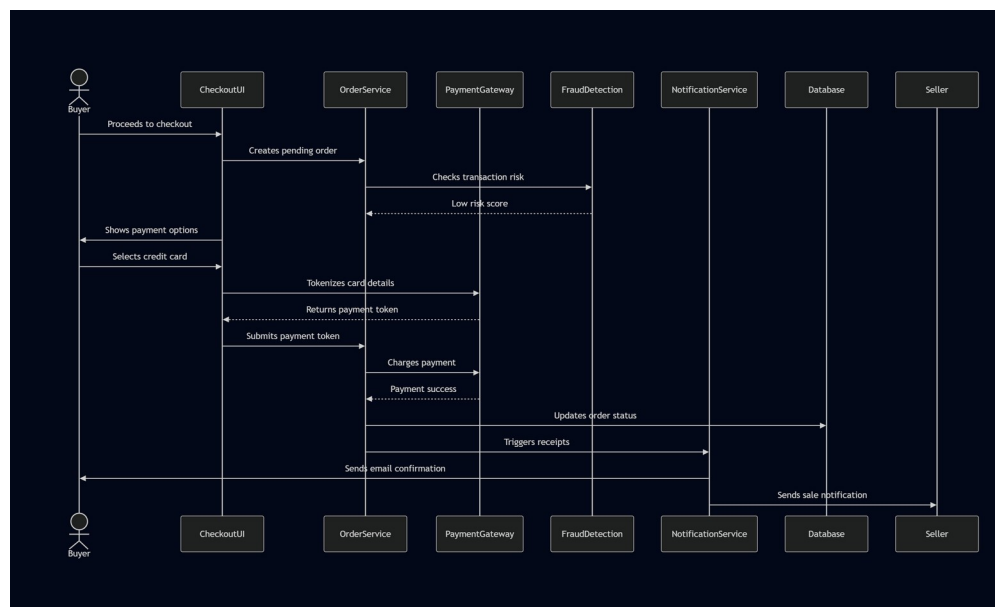 CheckoutUI
OrderService
PaymentGateway
FraudDetection
NotificationService
Database
Seller
Buyer
Proceeds to checkout
Creates pending order
Checks transaction risk
Low risk score
Shows payment options
Selects credit card
Tokenizes card details
Returns payment token
Submits payment token
Charges payment
Payment success
Updates order status
Triggers receipts
Sends email confirmation
Sends sale notification
CheckoutUI
OrderService
PaymentGateway
FraudDetection
NotificationService
Database
Seller
Buyer